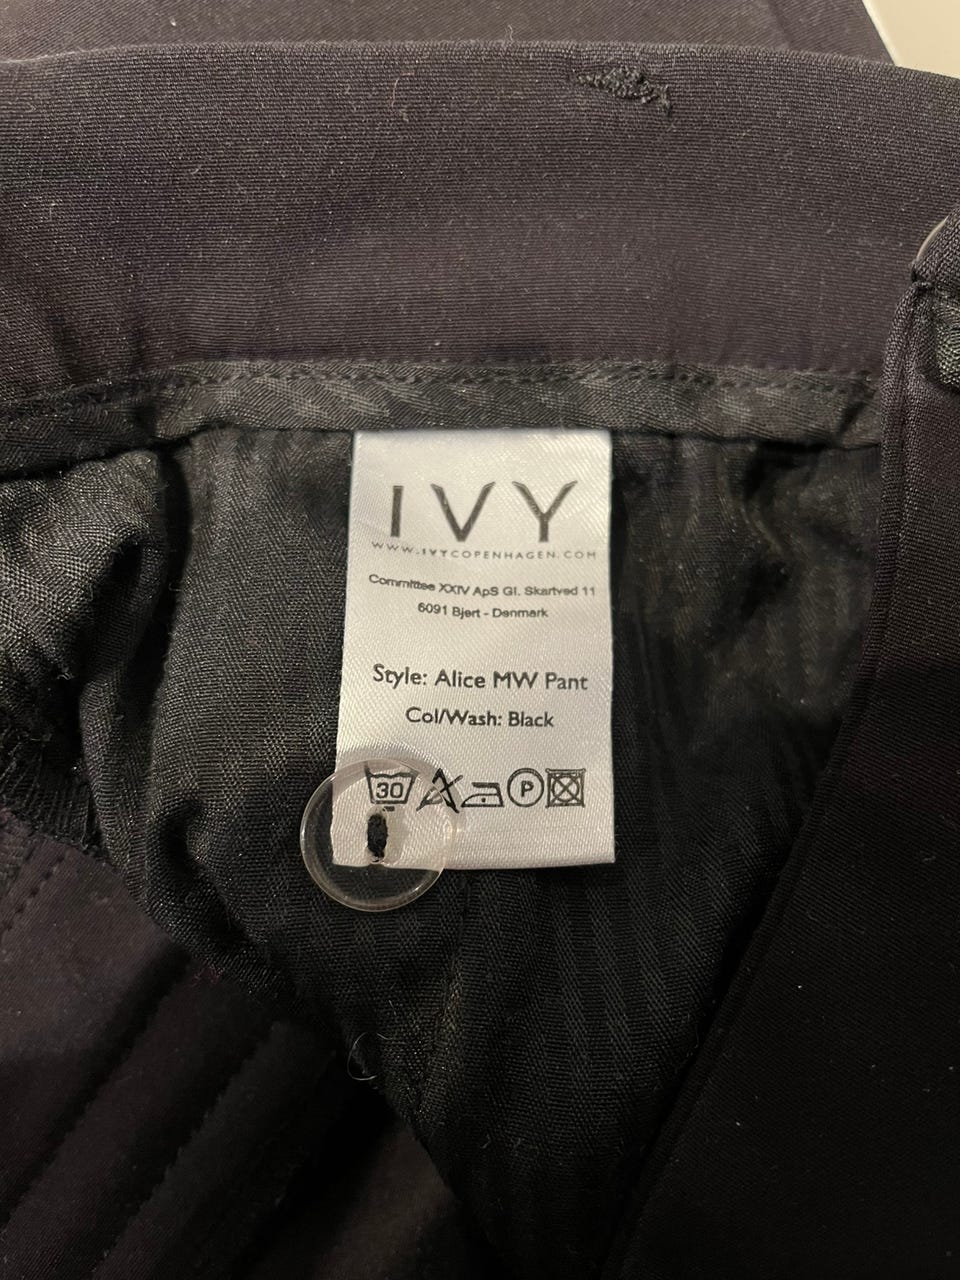 IVY
WWW.IVYCOPENHAGEN.COM
Committee XXIV ApS Gl. Skartved 11
6091 Bjert - Denmark
Style: Alice MW Pant
Col/Wash: Black
30 P